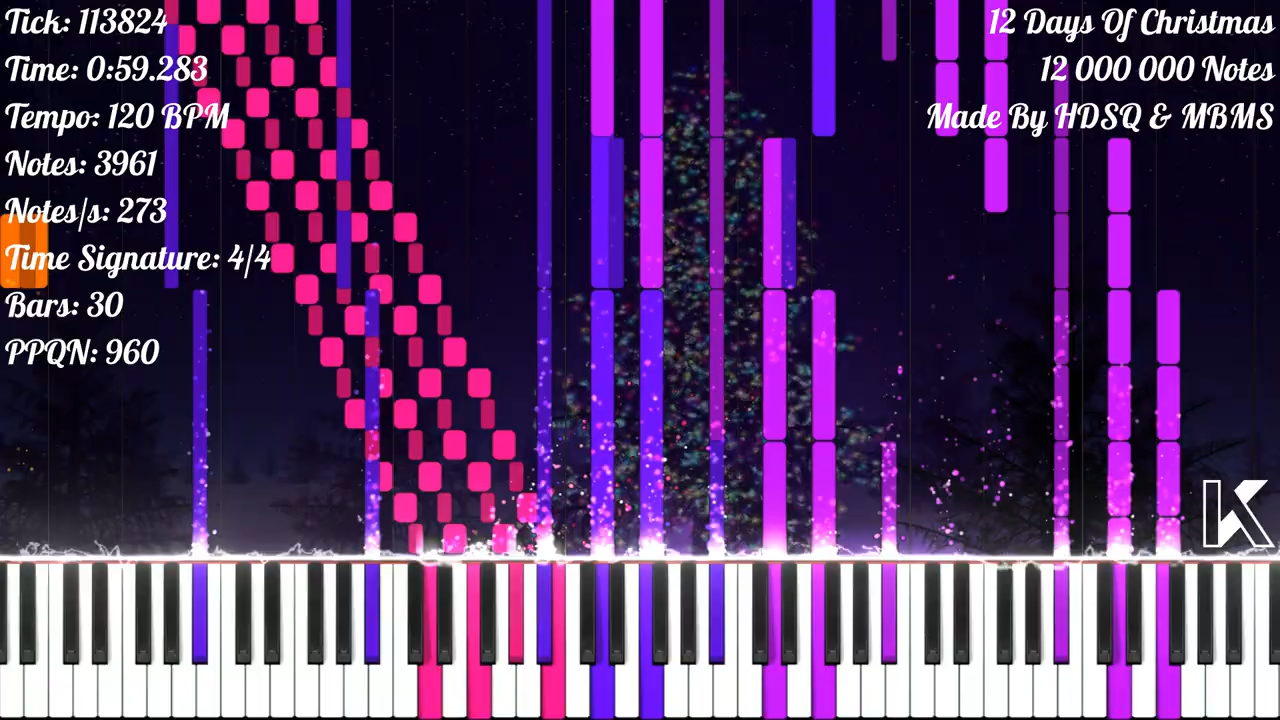 Tick: 113824
Time: 0:59.283
Tempo: 120 BPM
Notes: 3961
Notes/s: 273
Time Signature: 4/4
Bars: 30
PPQN: 960
12 Days Of Christmas
12 000 000 Notes
Made By HDSQ & MBMS
K